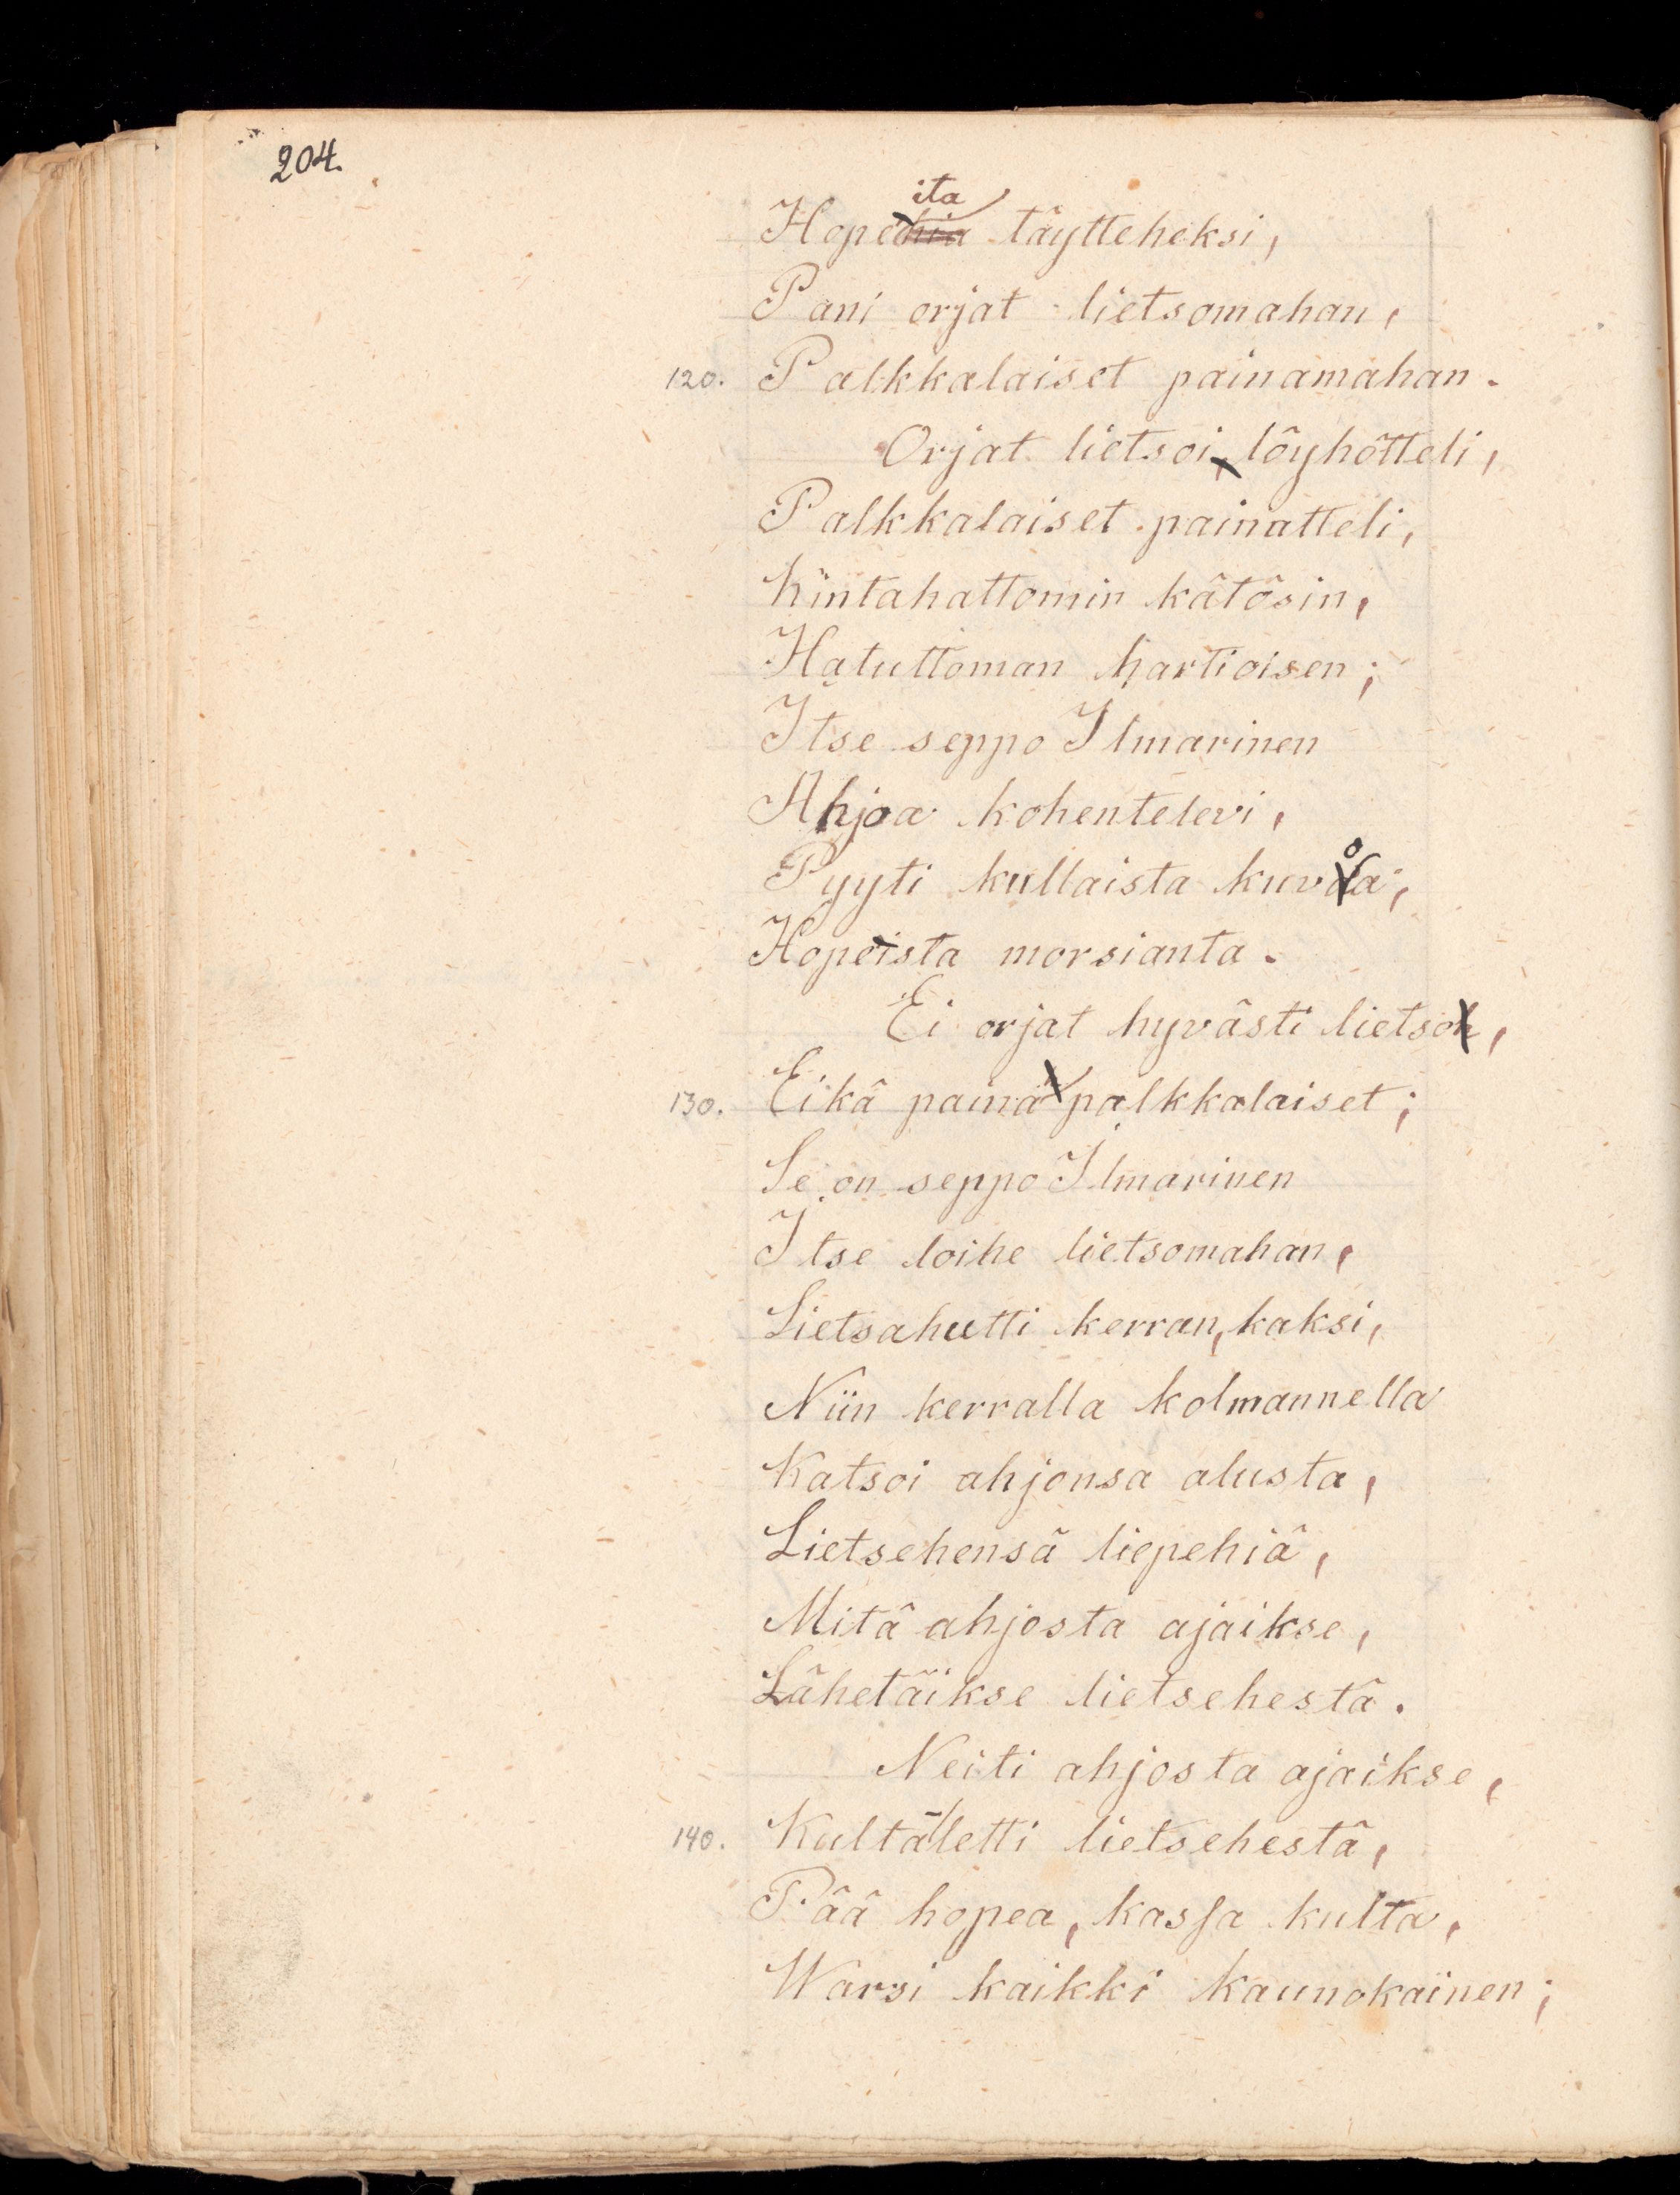 204.
Hopeita täytteheksi,
Pani orjat lietsomahan,
120. Palkkalaiset painamahan.
Orjat lietsoi löyhötteli,
Palkkalaiset painatteli,
Kintahattomin kätösin,
Hatuttoman hartioisen;
Itse seppo Ilmarinen
Ahjoa kohentelevi,
Pyyti kullaista kuvoa,
Hopeista morsianta.
Ei orjat hyvästi lietso,
130. Eikä paina palkkalaiset;
Se on seppo Ilmarinen
Itse loihe lietsomahan,
Lietsahutti kerran, kaksi,
Niin kerralla kolmannella
Katsoi ahjonsa alusta,
Lietsehensä liepehiä,
Mitä ahjosta ajaikse,
Lähetäikse lietsehestä.
Neiti ahjosta ajaikse,
140. Kulta-letti lietsehestä,
Pää hopea, kassa kulta,
Warsi kaikki kaunokainen;